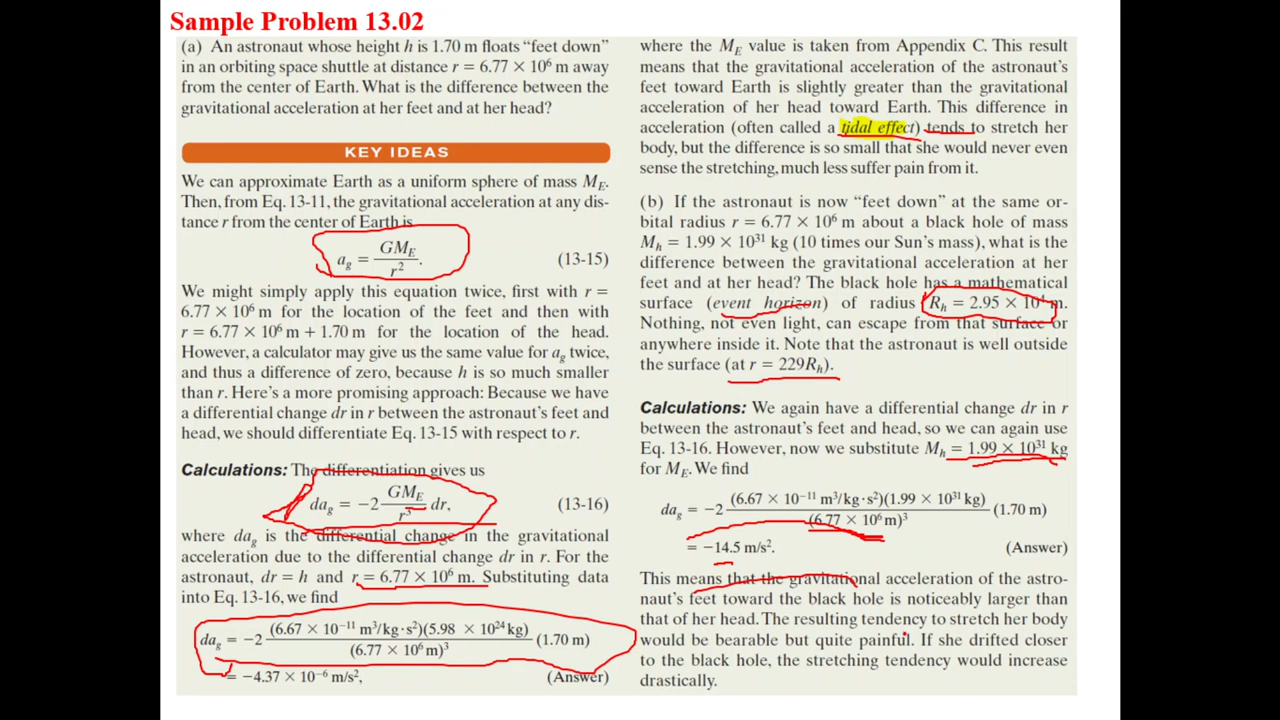 Sample Problem 13.02
(a) An astronaut whose height h is 1.70 m floats “feet down”
in an orbiting space shuttle at distance r = 6.77 × 10⁶ m away
from the center of Earth. What is the difference between the
gravitational acceleration at her feet and at her head?
KEY IDEAS
We can approximate Earth as a uniform sphere of mass M_E.
Then, from Eq. 13-11, the gravitational acceleration at any dis-
tance r from the center of Earth is
a_g = GM_E / r². (13-15)
We might simply apply this equation twice, first with r =
6.77 × 10⁶ m for the location of the feet and then with
r = 6.77 × 10⁶ m + 1.70 m for the location of the head.
However, a calculator may give us the same value for a_g twice,
and thus a difference of zero, because h is so much smaller
than r. Here’s a more promising approach: Because we have
a differential change dr in r between the astronaut’s feet and
head, we should differentiate Eq. 13-15 with respect to r.
Calculations: The differentiation gives us
da_g = −2 GM_E / r³ dr, (13-16)
where da_g is the differential change in the gravitational
acceleration due to the differential change dr in r. For the
astronaut, dr = h and r = 6.77 × 10⁶ m. Substituting data
into Eq. 13-16, we find
da_g = −2 (6.67 × 10⁻¹¹ m³/kg·s²)(5.98 × 10²⁴ kg) / (6.77 × 10⁶ m)³ (1.70 m)
= −4.37 × 10⁻⁶ m/s², (Answer)
where the M_E value is taken from Appendix C. This result
means that the gravitational acceleration of the astronaut’s
feet toward Earth is slightly greater than the gravitational
acceleration of her head toward Earth. This difference in
acceleration (often called a tidal effect) tends to stretch her
body, but the difference is so small that she would never even
sense the stretching, much less suffer pain from it.
(b) If the astronaut is now “feet down” at the same or-
bital radius r = 6.77 × 10⁶ m about a black hole of mass
M_h = 1.99 × 10³¹ kg (10 times our Sun’s mass), what is the
difference between the gravitational acceleration at her
feet and at her head? The black hole has a mathematical
surface (event horizon) of radius R_h = 2.95 × 10⁴ m.
Nothing, not even light, can escape from that surface or
anywhere inside it. Note that the astronaut is well outside
the surface (at r = 229R_h).
Calculations: We again have a differential change dr in r
between the astronaut’s feet and head, so we can again use
Eq. 13-16. However, now we substitute M_h = 1.99 × 10³¹ kg
for M_E. We find
da_g = −2 (6.67 × 10⁻¹¹ m³/kg·s²)(1.99 × 10³¹ kg) / (6.77 × 10⁶ m)³ (1.70 m)
= −14.5 m/s². (Answer)
This means that the gravitational acceleration of the astro-
naut’s feet toward the black hole is noticeably larger than
that of her head. The resulting tendency to stretch her body
would be bearable but quite painful. If she drifted closer
to the black hole, the stretching tendency would increase
drastically.